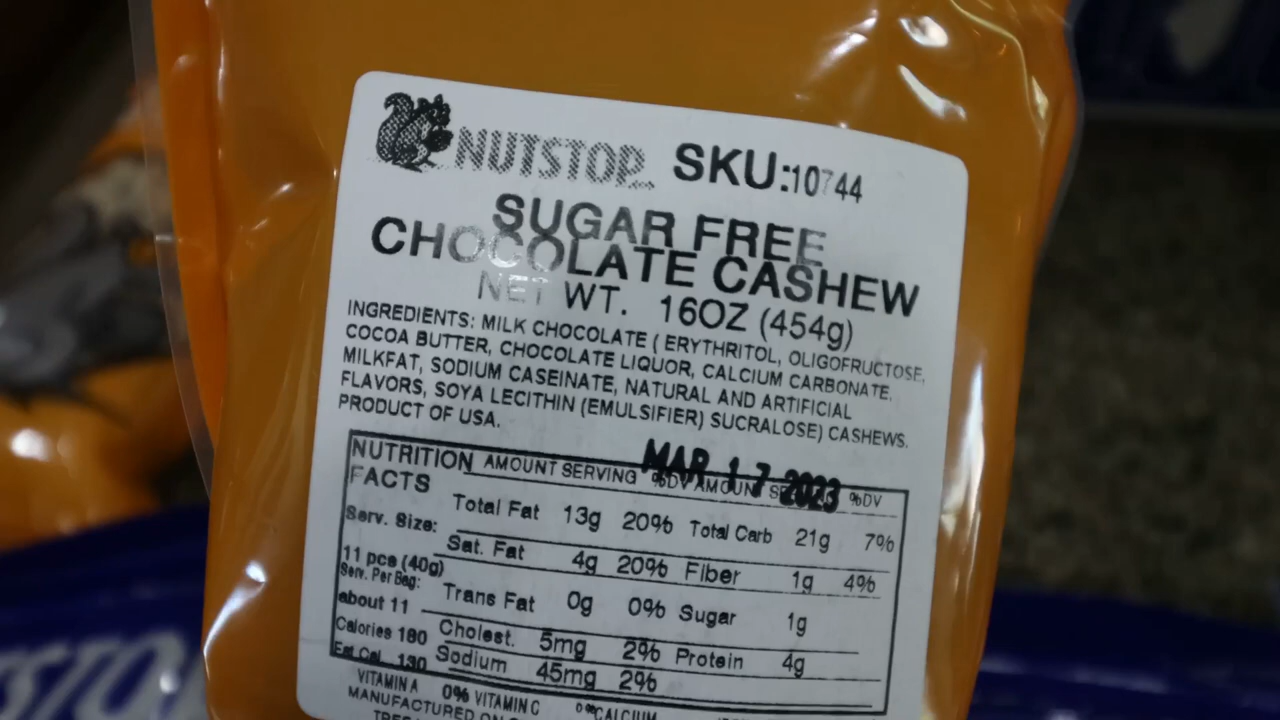 NUTSTOP SKU:10744
SUGAR FREE
CHOCOLATE CASHEW
NET WT. 16OZ (454g)
INGREDIENTS: MILK CHOCOLATE ( ERYTHRITOL, OLIGOFRUCTOSE,
COCOA BUTTER, CHOCOLATE LIQUOR, CALCIUM CARBONATE,
MILKFAT, SODIUM CASEINATE, NATURAL AND ARTIFICIAL
FLAVORS, SOYA LECITHIN (EMULSIFIER) SUCRALOSE) CASHEWS.
PRODUCT OF USA.
MAR 17 2023
NUTRITION
FACTS
Serv. Size:
11 pce (40g)
Serv. Per Bag:
about 11
Calories 180
Fat Cal. 130
AMOUNT SERVING %DV AMOUNT %DV
Total Fat 13g 20% Total Carb 21g 7%
Sat. Fat 4g 20% Fiber 1g 4%
Trans Fat 0g 0% Sugar 1g
Cholest. 5mg 2% Protein 4g
Sodium 45mg 2%
VITAMIN A 0% VITAMIN C 0% CALCIUM
MANUFACTURED ON